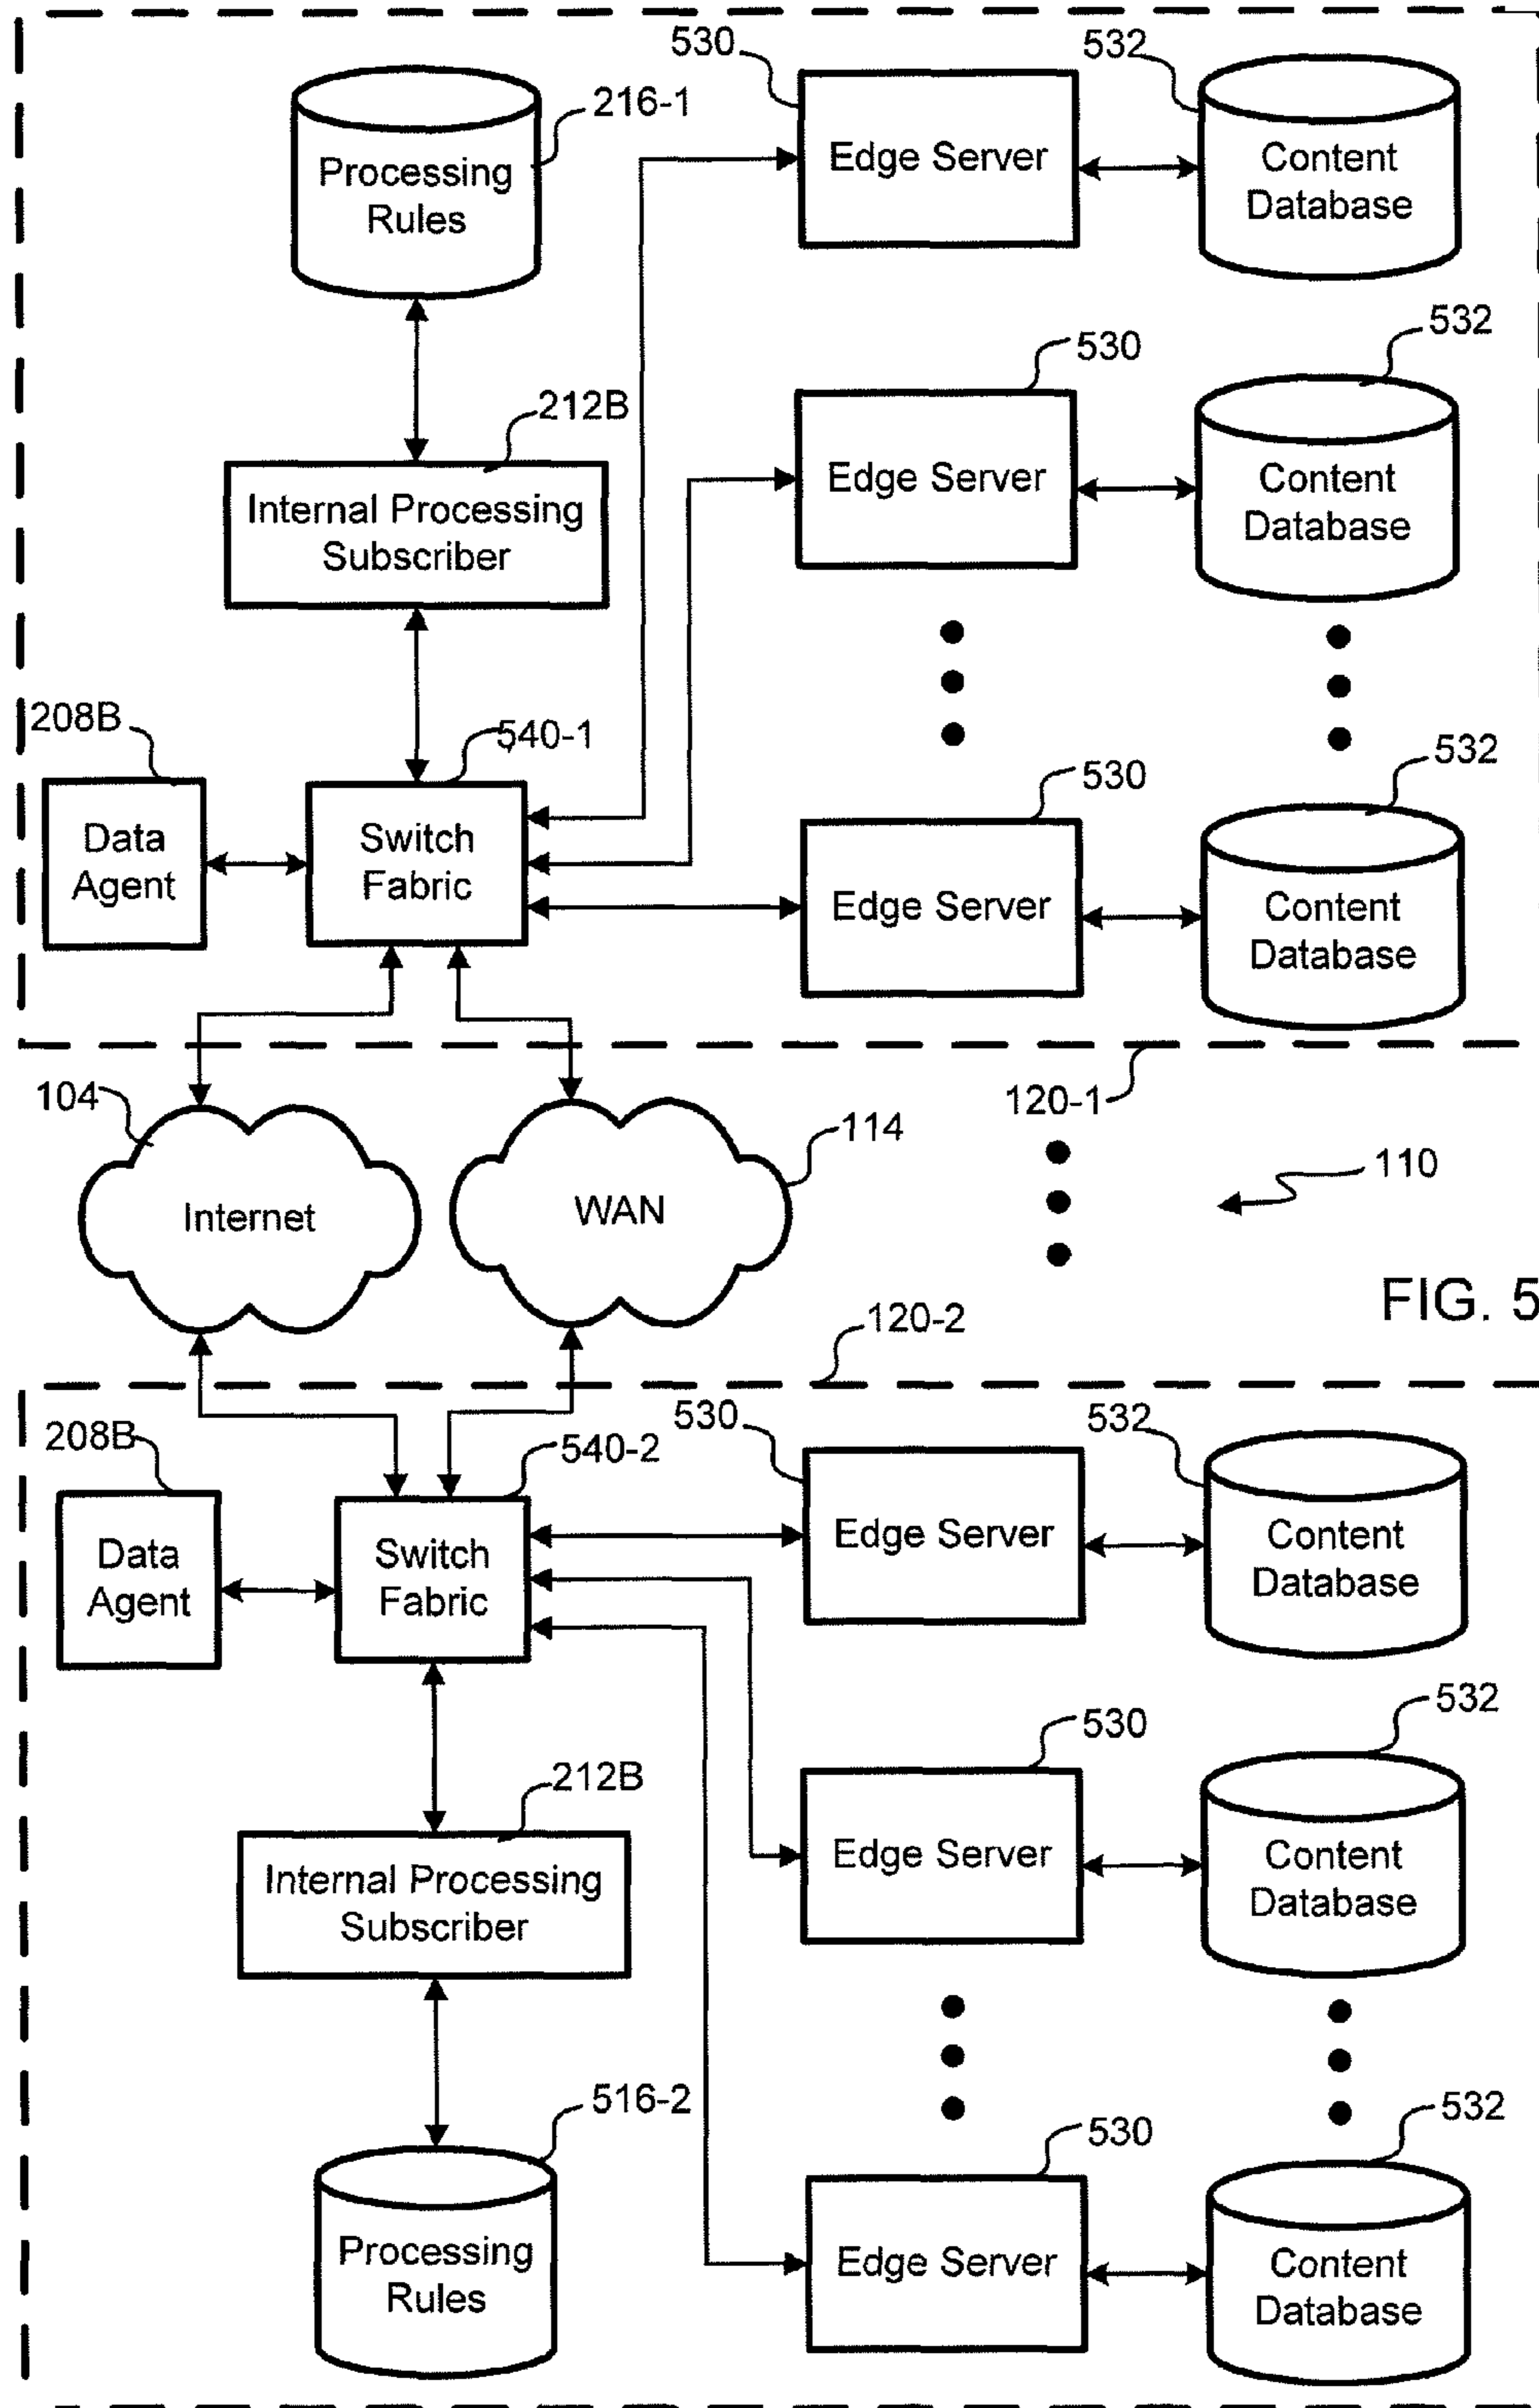 530
532
216-1
Processing
Rules
Edge Server
Content
Database
530
532
212B
Internal Processing
Subscriber
Edge Server
Content
Database
208B
540-1
530
532
Data
Agent
Switch
Fabric
Edge Server
Content
Database
104
120-1
114
110
Internet
WAN
FIG. 5
120-2
208B
540-2
530
532
Data
Agent
Switch
Fabric
Edge Server
Content
Database
530
532
212B
Internal Processing
Subscriber
Edge Server
Content
Database
516-2
530
532
Processing
Rules
Edge Server
Content
Database